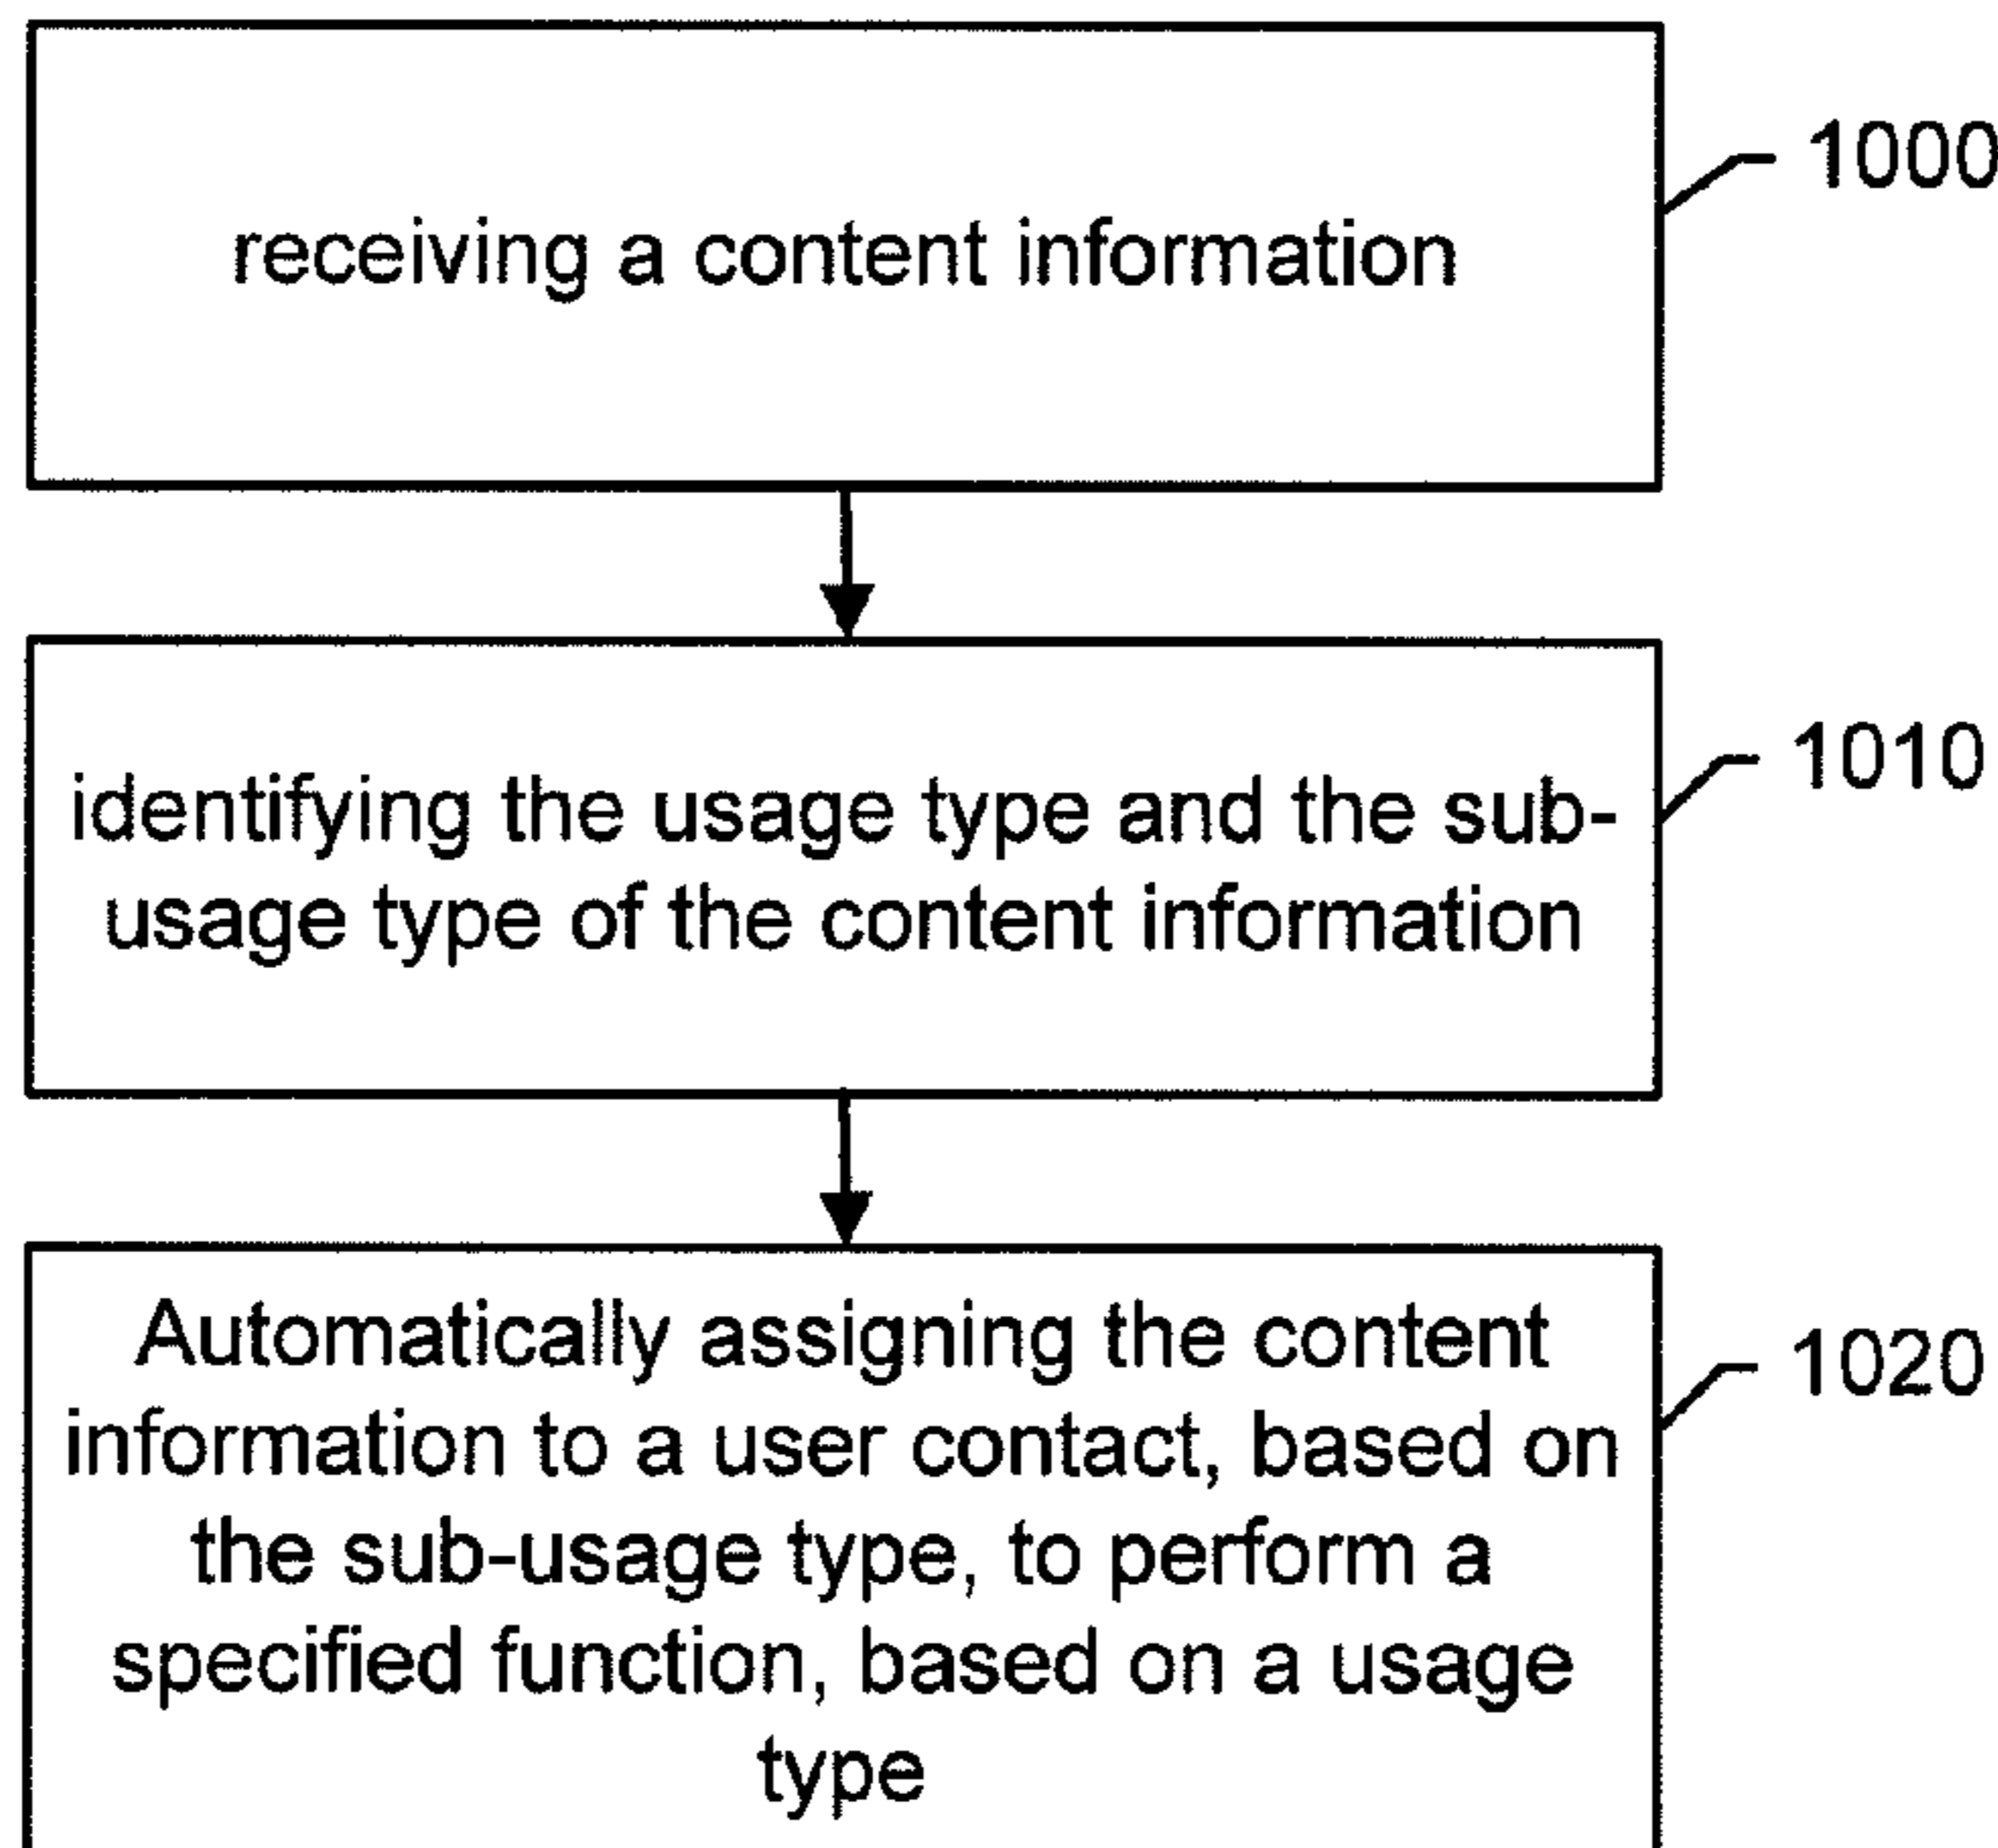 1000
receiving a content information
1010
identifying the usage type and the sub-
usage type of the content information
1020
Automatically assigning the content
information to a user contact, based on
the sub-usage type, to perform a
specified function, based on a usage
type